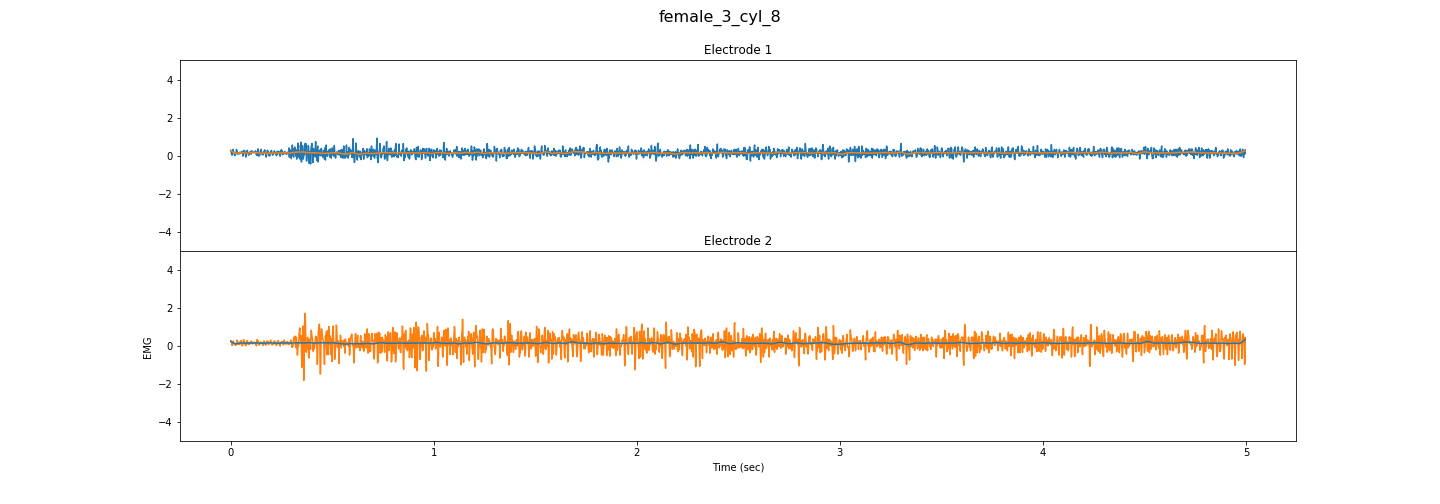 female_3_cyl_8
Electrode 1
4
2
0
−2
−4
Electrode 2
4
2
0
−2
−4
EMG
0 1 2 3 4 5
Time (sec)